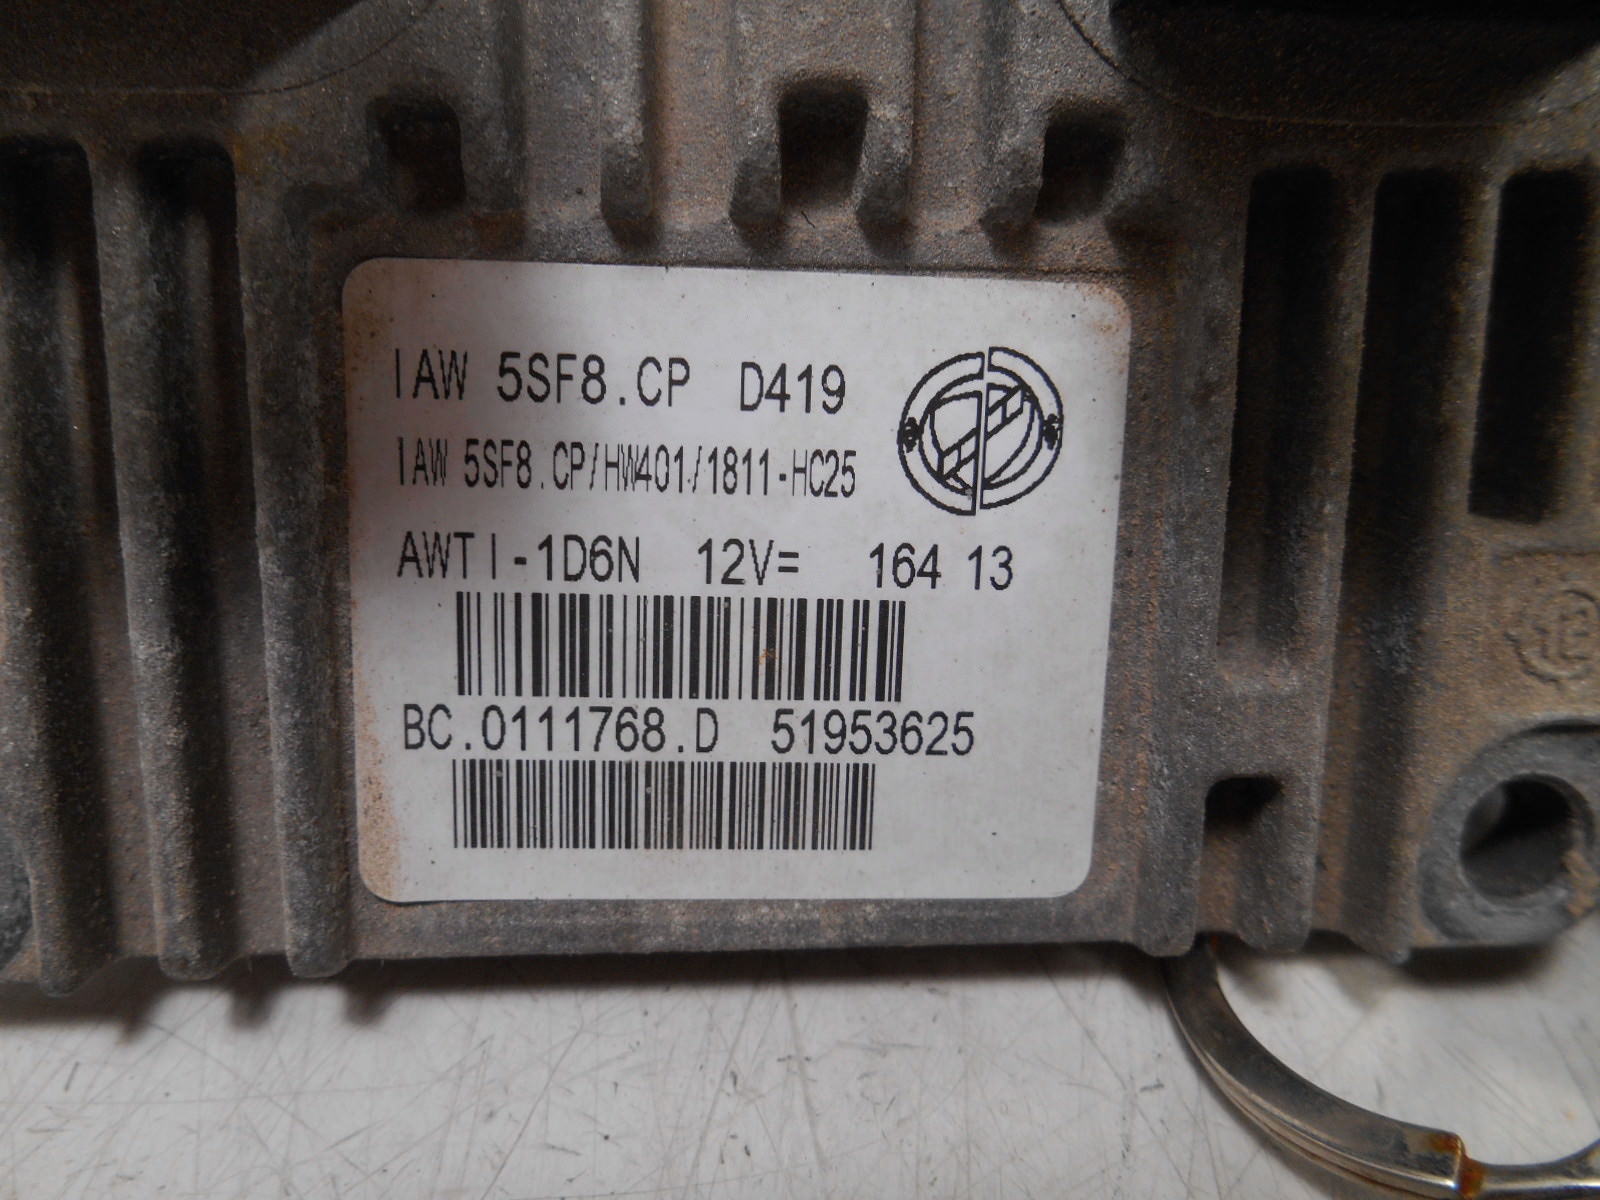 IAW 5SF8.CP D419
IAW 5SF8.CP/HW401/1811-HC25
AWTI-1D6N 12V= 164 13
BC.0111768.D 51953625